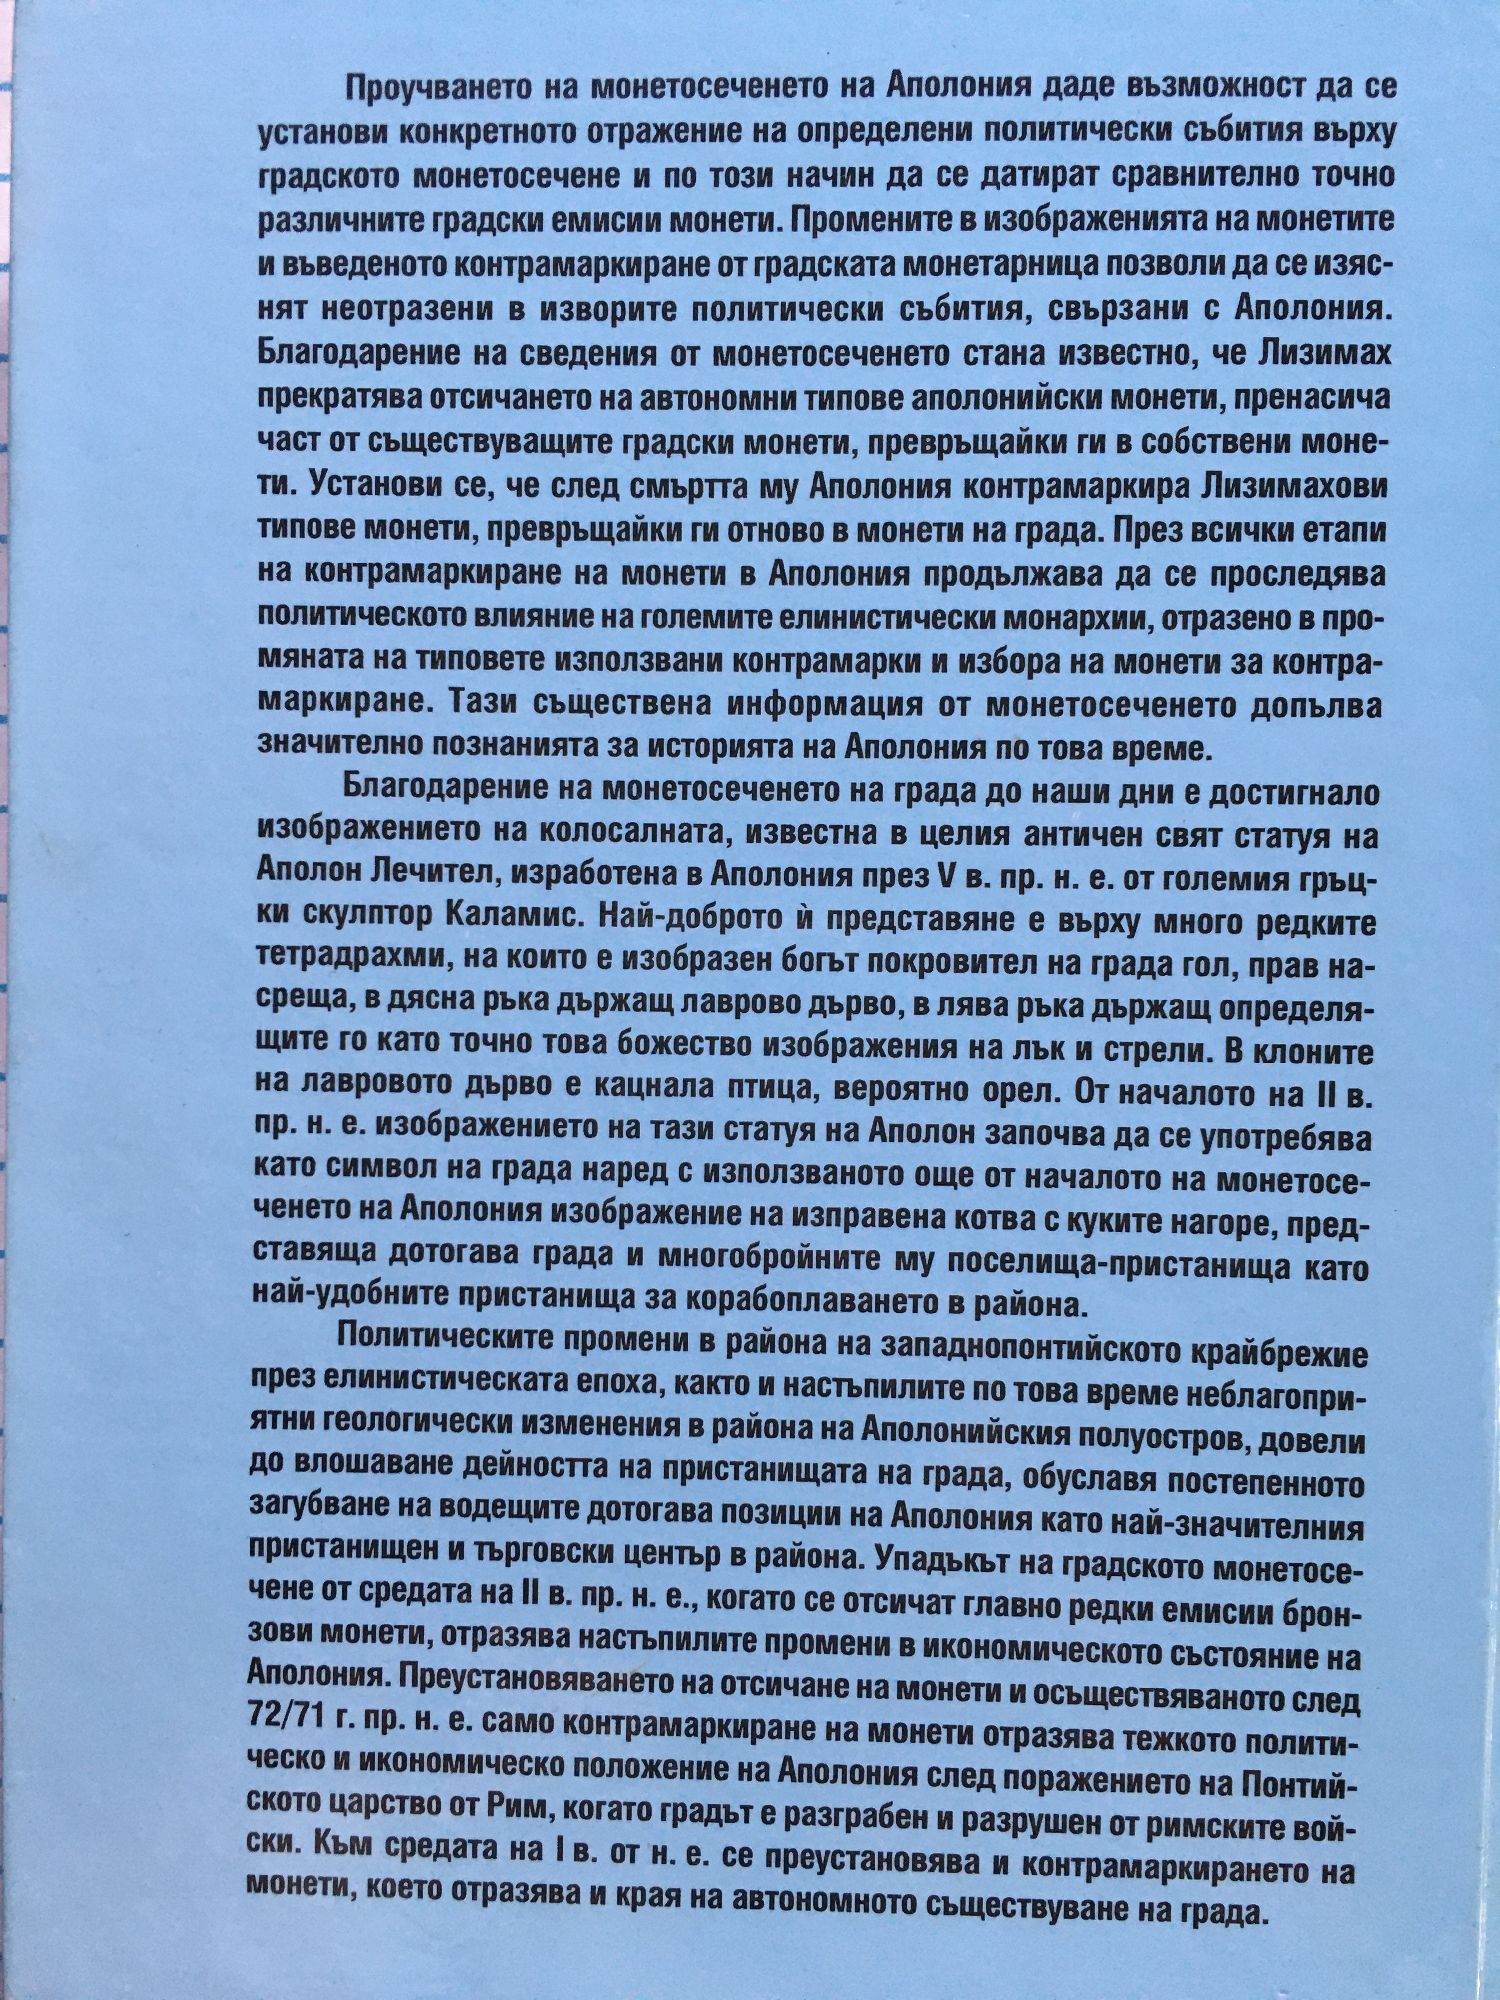 Проучването на монетосеченето на Аполония даде възможност да се
установи конкретното отражение на определени политически събития върху
градското монетосечене и по този начин да се датират сравнително точно
различните градски емисии монети. Промените в изображенията на монетите
и въведеното контрамаркиране от градската монетарница позволи да се изяс-
нят неотразени в изворите политически събития, свързани с Аполония.
Благодарение на сведения от монетосеченето стана известно, че Лизимах
прекратява отсичането на автономни типове аполонийски монети, пренасича
част от съществуващите градски монети, превръщайки ги в собствени моне-
ти. Установи се, че след смъртта му Аполония контрамаркира Лизимахови
типове монети, превръщайки ги отново в монети на града. През всички етапи
на контрамаркиране на монети в Аполония продължава да се проследява
политическото влияние на големите елинистически монархии, отразено в про-
мяната на типовете използвани контрамарки и избора на монети за контра-
маркиране. Тази съществена информация от монетосеченето допълва
значително познанията за историята на Аполония по това време.
Благодарение на монетосеченето на града до наши дни е достигнало
изображението на колосалната, известна в целия античен свят статуя на
Аполон Лечител, изработена в Аполония през V в. пр. н. е. от големия гръц-
ки скулптор Каламис. Най-доброто ѝ представяне е върху много редките
тетрадрахми, на които е изобразен богът покровител на града гол, прав на-
среща, в дясна ръка държащ лаврово дърво, в лява ръка държащ определя-
щите го като точно това божество изображения на лък и стрели. В клоните
на лавровото дърво е кацнала птица, вероятно орел. От началото на II в.
пр. н. е. изображението на тази статуя на Аполон започва да се употребява
като символ на града наред с използваното още от началото на монетосе-
ченето на Аполония изображение на изправена котва с куките нагоре, пред-
ставяща дотогава града и многобройните му поселища-пристанища като
най-удобните пристанища за корабоплаването в района.
Политическите промени в района на западнопонтийското крайбрежие
през елинистическата епоха, както и настъпилите по това време неблагопри-
ятни геологически изменения в района на Аполонийския полуостров, довели
до влошаване дейността на пристанищата на града, обуславя постепенното
загубване на водещите дотогава позиции на Аполония като най-значителния
пристанищен и търговски център в района. Упадъкът на градското монетосе-
чене от средата на II в. пр. н. е., когато се отсичат главно редки емисии брон-
зови монети, отразява настъпилите промени в икономическото състояние на
Аполония. Преустановяването на отсичане на монети и осъществяваното след
72/71 г. пр. н. е. само контрамаркиране на монети отразява тежкото полити-
ческо и икономическо положение на Аполония след поражението на Понтий-
ското царство от Рим, когато градът е разграбен и разрушен от римските вой-
ски. Към средата на I в. от н. е. се преустановява и контрамаркирането на
монети, което отразява и края на автономното съществуване на града.